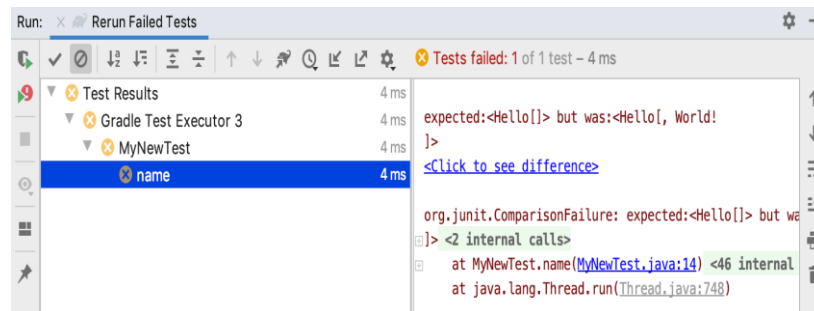 Run: Rerun Failed Tests
Tests failed: 1 of 1 test – 4 ms
Test Results 4 ms
Gradle Test Executor 3 4 ms
MyNewTest 4 ms
name 4 ms
expected:<Hello[]> but was:<Hello[, World!
]>
<Click to see difference>
org.junit.ComparisonFailure: expected:<Hello[]> but wa
]> <2 internal calls>
at MyNewTest.name(MyNewTest.java:14) <46 internal
at java.lang.Thread.run(Thread.java:748)